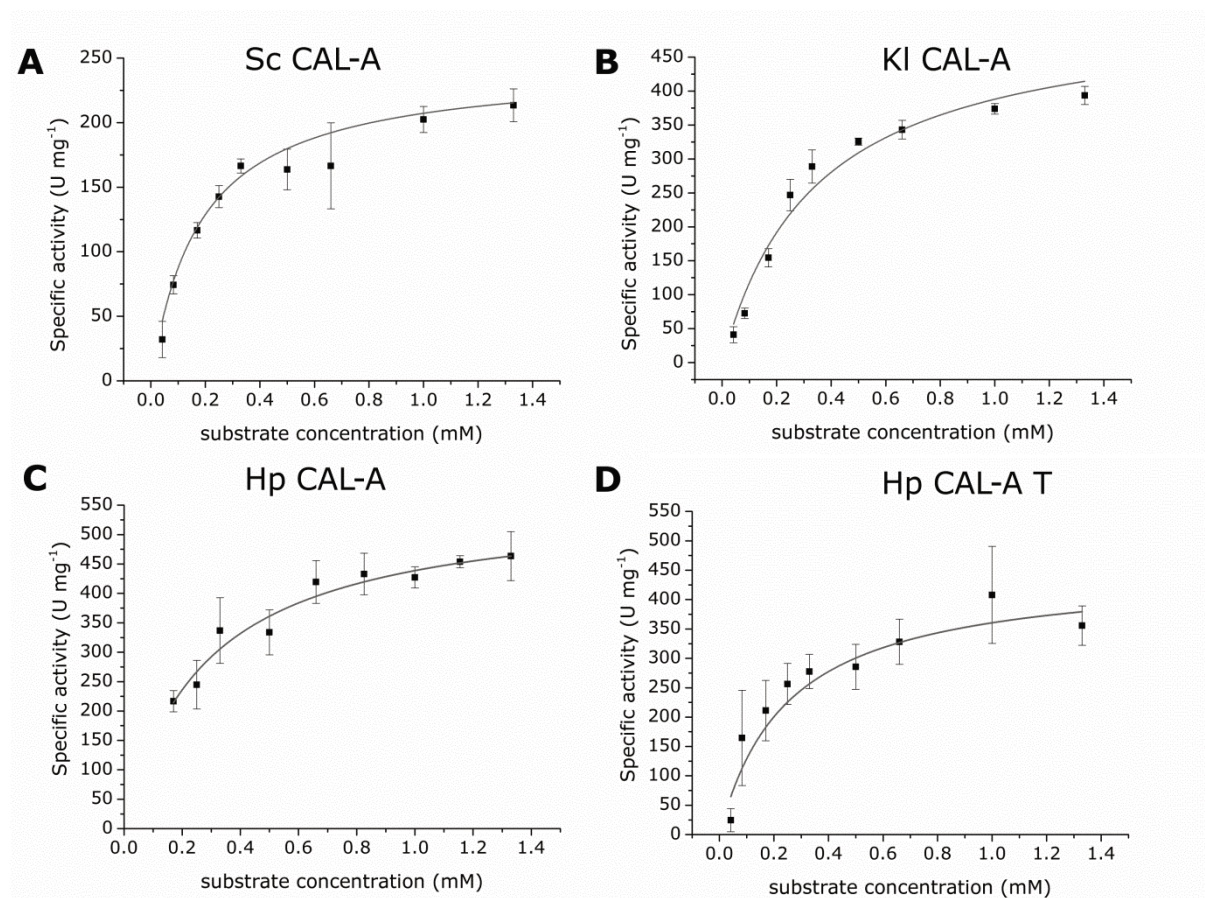 A
Sc CAL-A
250
200
150
100
50
0
Specific activity (U mg-1)
0.0 0.2 0.4 0.6 0.8 1.0 1.2 1.4
substrate concentration (mM)
B
Kl CAL-A
450
400
350
300
250
200
150
100
50
0
Specific activity (U mg-1)
0.0 0.2 0.4 0.6 0.8 1.0 1.2 1.4
substrate concentration (mM)
C
Hp CAL-A
550
500
450
400
350
300
250
200
150
100
50
0
Specific activity (U mg-1)
0.0 0.2 0.4 0.6 0.8 1.0 1.2 1.4
substrate concentration (mM)
D
Hp CAL-A T
550
500
450
400
350
300
250
200
150
100
50
0
Specific activity (U mg-1)
0.0 0.2 0.4 0.6 0.8 1.0 1.2 1.4
substrate concentration (mM)